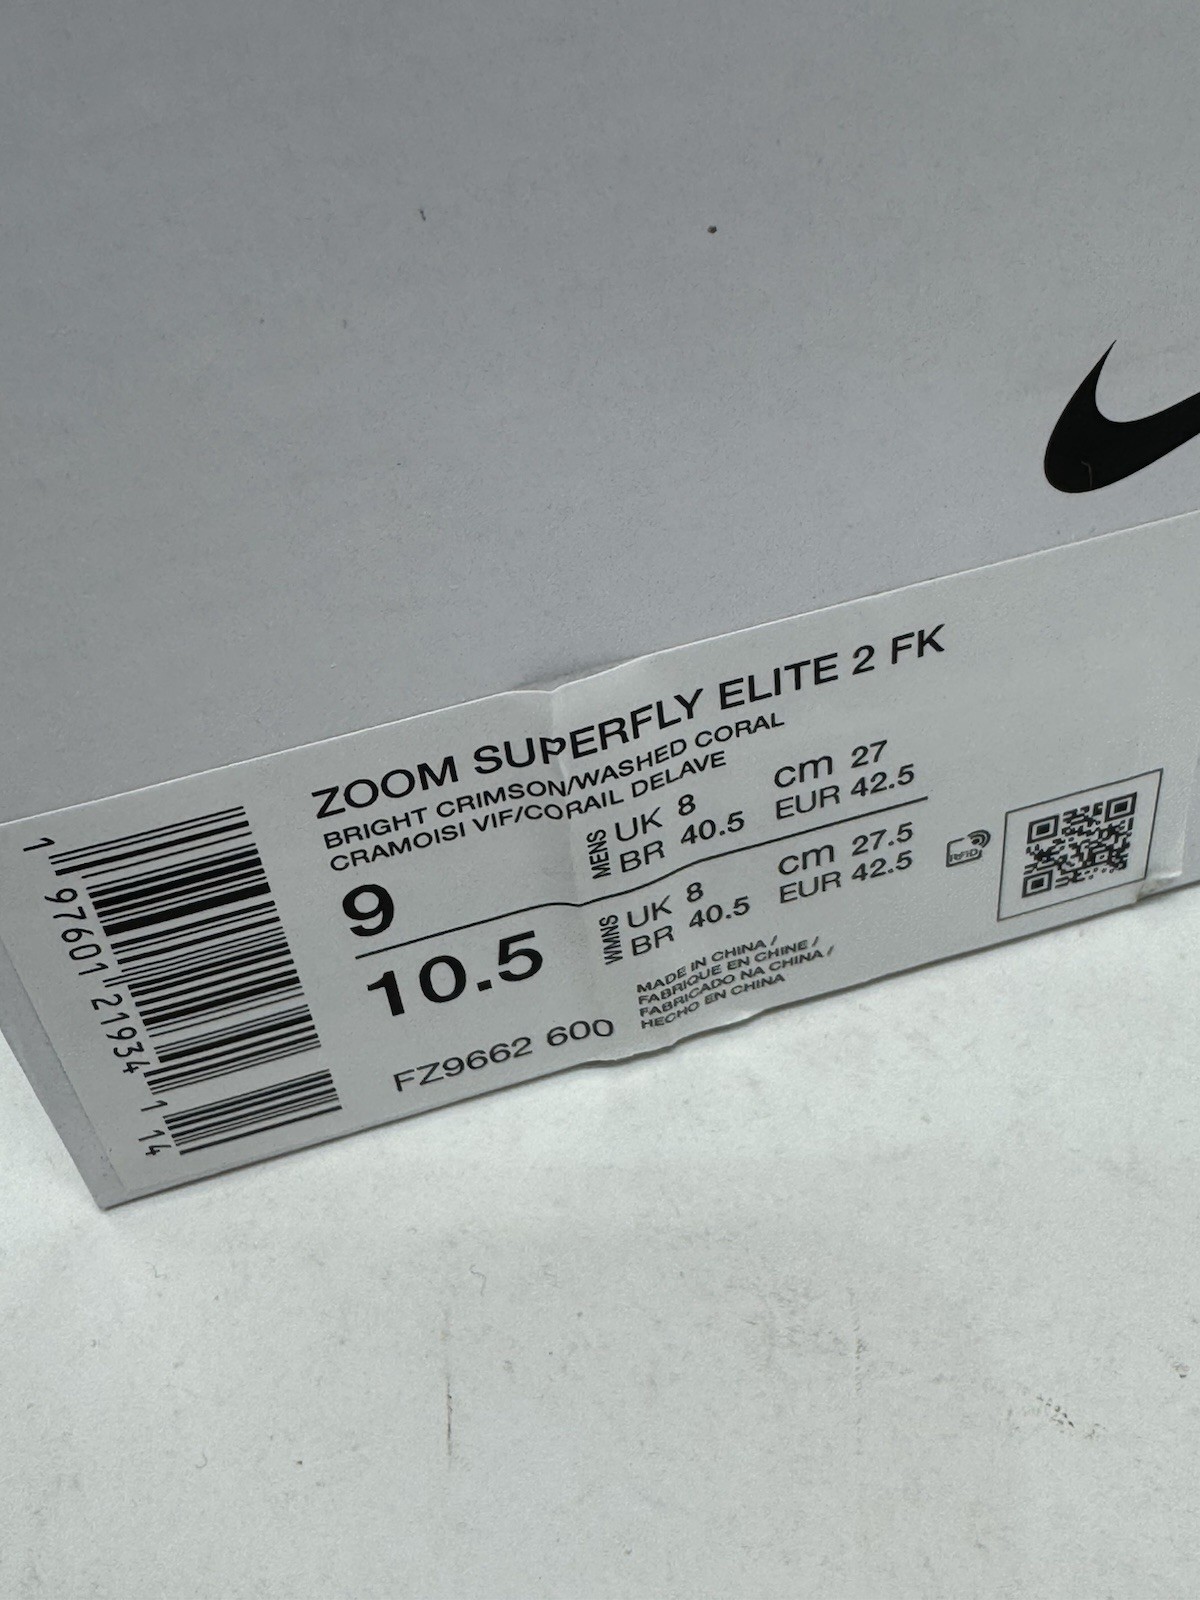 ZOOM SUPERFLY ELITE 2 FK
BRIGHT CRIMSON/WASHED CORAL
CRAMOISI VIF/CORAIL DELAVE
9
MENS
UK 8
cm 27
BR 40.5
EUR 42.5
10.5
WMNS
UK 8
cm 27.5
BR 40.5
EUR 42.5
RFID
FZ9662 600
MADE IN CHINA /
FABRIQUE EN CHINE /
FABRICADO NA CHINA /
HECHO EN CHINA
1 97601 21934 1 14